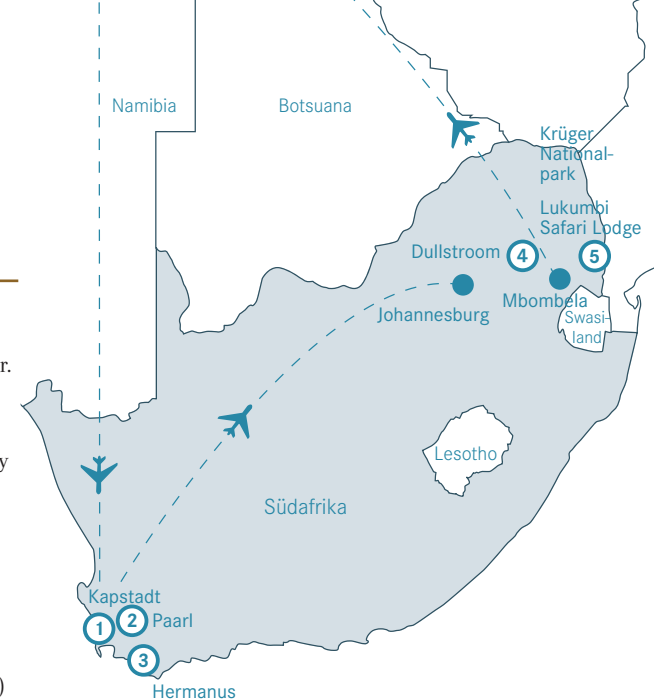 Namibia
Botsuana
Krüger
National-
park
Lukumbi
Safari Lodge
Dullstroom
4
5
Mbombela
Johannesburg
Swasi-
land
r.
Lesotho
y
Südafrika
Kapstadt
1
2
Paarl
3
)
Hermanus